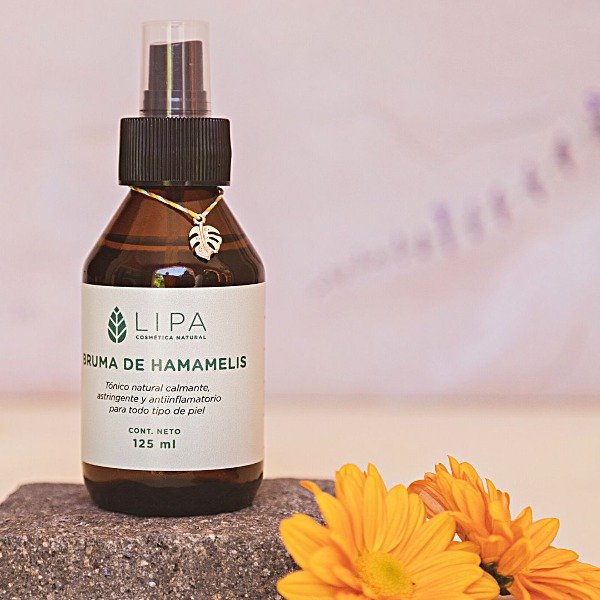 LIPA
COSMÉTICA NATURAL
BRUMA DE HAMAMELIS
Tónico natural calmante,
astringente y antiinflamatorio
para todo tipo de piel
CONT. NETO
125 ml